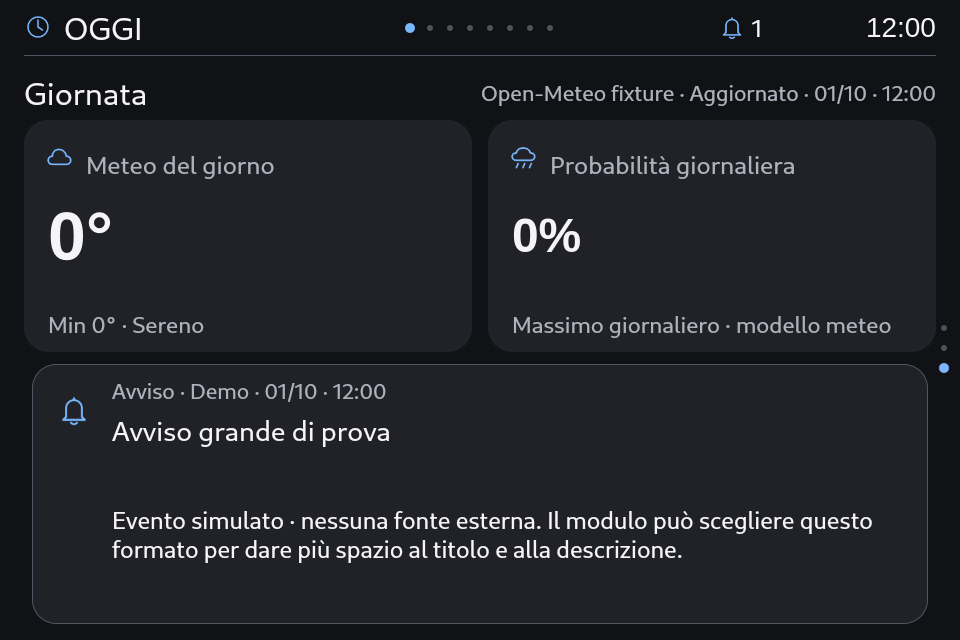 OGGI
1
12:00
Giornata
Open-Meteo fixture · Aggiornato · 01/10 · 12:00
Meteo del giorno
0°
Min 0° · Sereno
Probabilità giornaliera
0%
Massimo giornaliero · modello meteo
Avviso · Demo · 01/10 · 12:00
Avviso grande di prova
Evento simulato · nessuna fonte esterna. Il modulo può scegliere questo
formato per dare più spazio al titolo e alla descrizione.